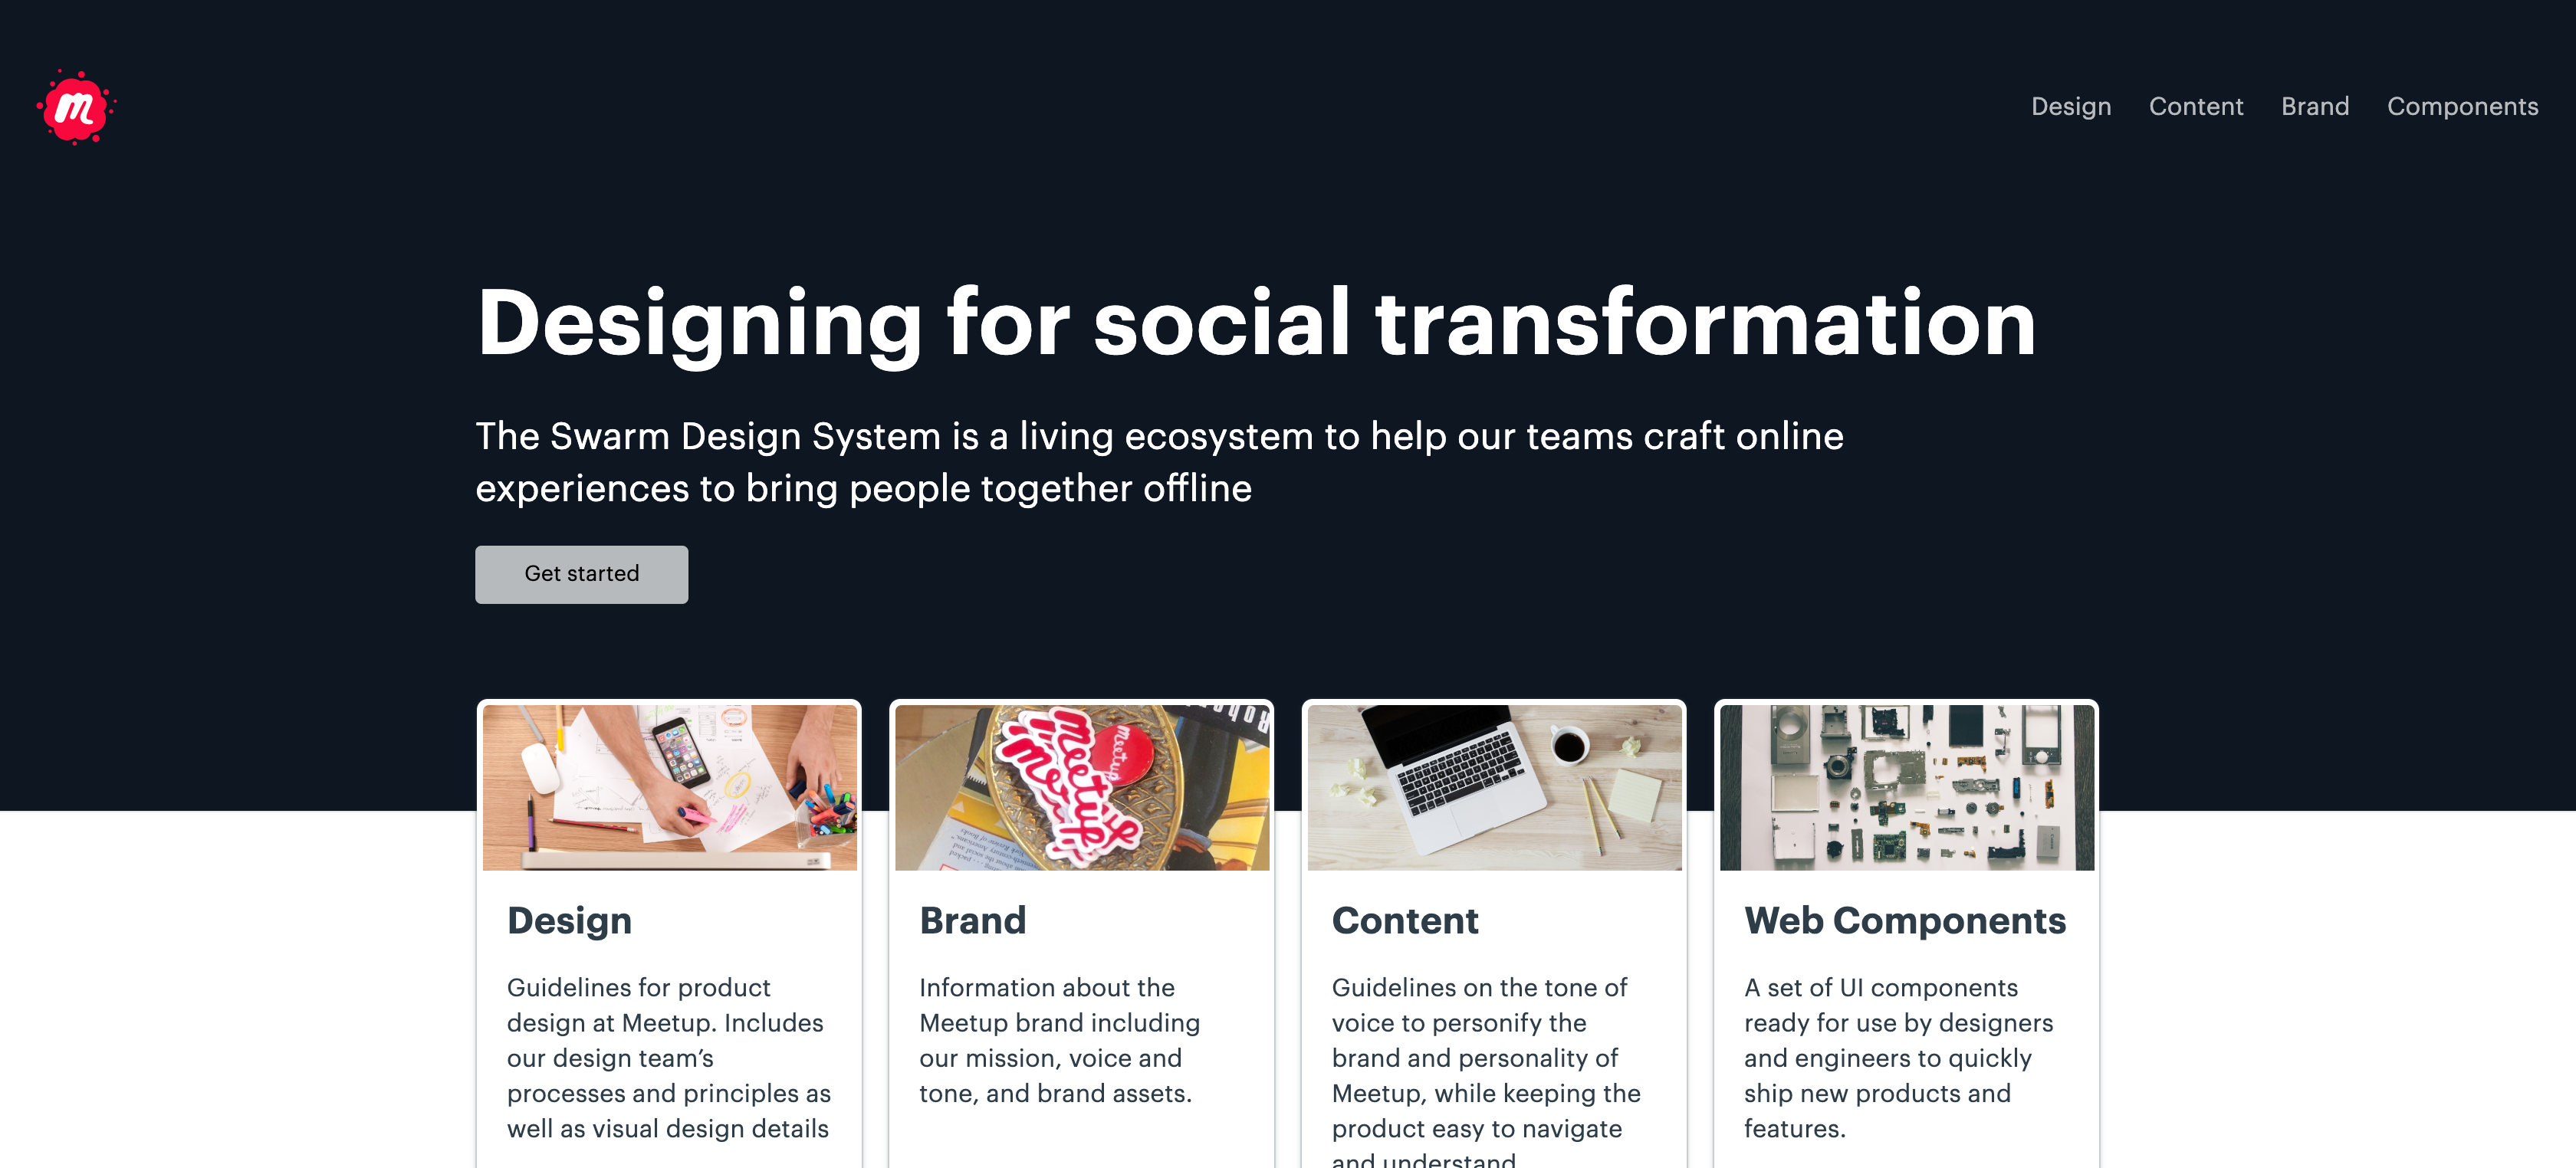 m
Design Content Brand Components
Designing for social transformation
The Swarm Design System is a living ecosystem to help our teams craft online
experiences to bring people together offline
Get started
meetup
meetup
Design
Guidelines for product
design at Meetup. Includes
our design team’s
processes and principles as
well as visual design details
Brand
Information about the
Meetup brand including
our mission, voice and
tone, and brand assets.
Content
Guidelines on the tone of
voice to personify the
brand and personality of
Meetup, while keeping the
product easy to navigate
and understand
Web Components
A set of UI components
ready for use by designers
and engineers to quickly
ship new products and
features.